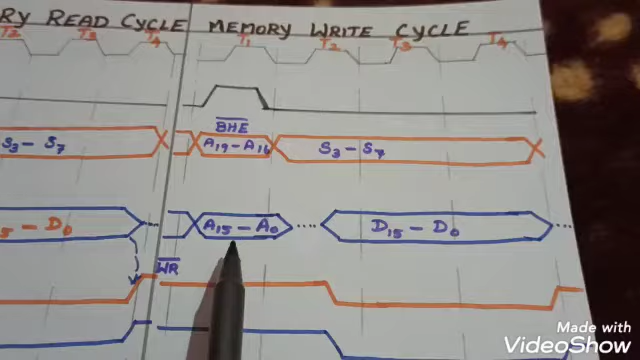 RY READ CYCLE MEMORY WRITE CYCLE
T2 T3 T4 T1 T2 T3 T4
BHE
S3 - S7 A19 - A16 S3 - S7
5 - D0 A15 - A0 D15 - D0
WR
Made with
VideoShow